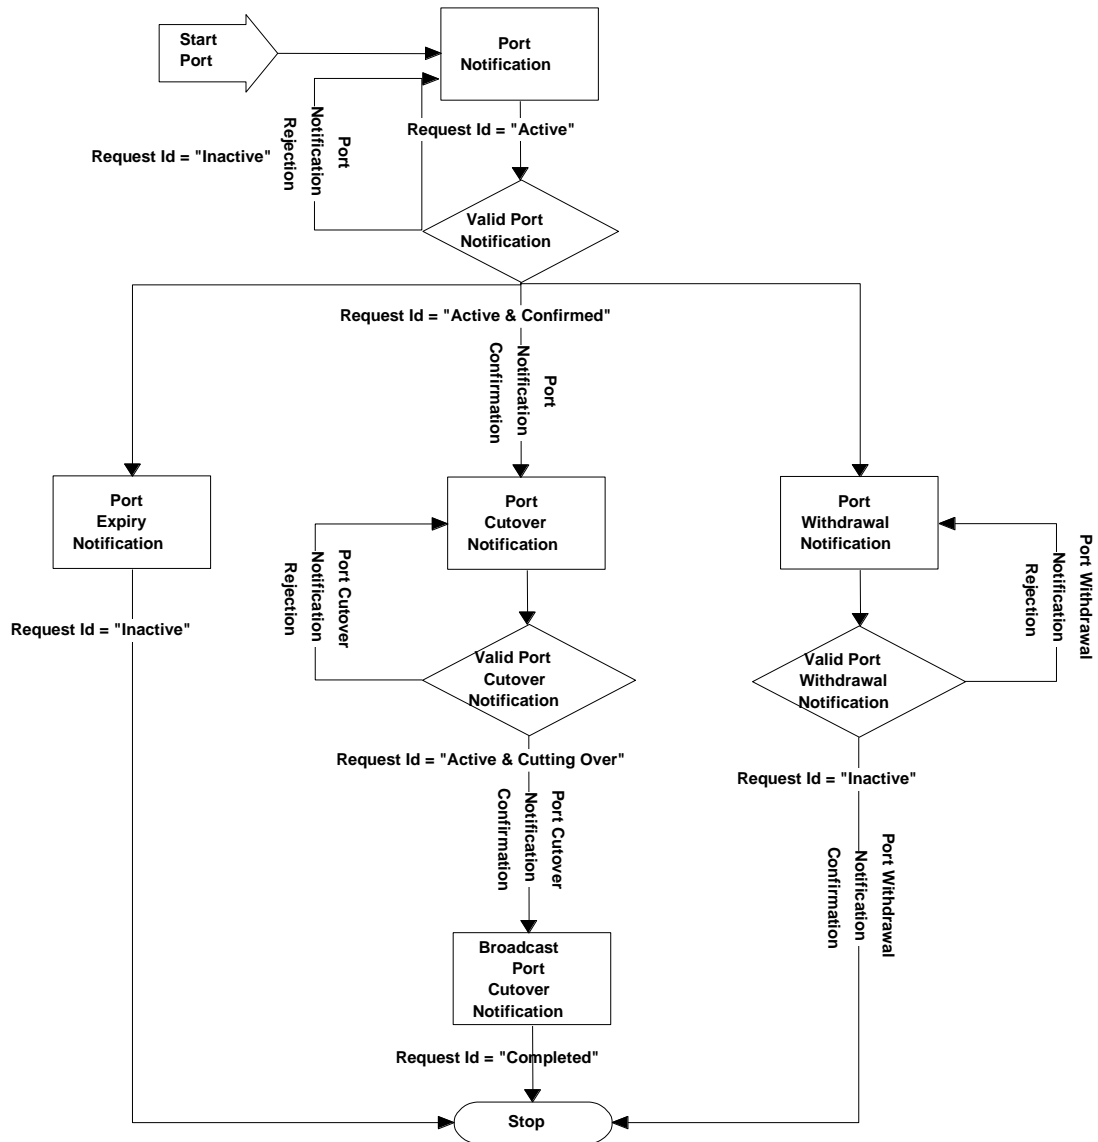 Start
Port
Port
Notification
Port
Notification
Rejection
Request Id = "Active"
Request Id = "Inactive"
Valid Port
Notification
Request Id = "Active & Confirmed"
Port
Notification
Confirmation
Port
Expiry
Notification
Port
Cutover
Notification
Port
Withdrawal
Notification
Port Cutover
Notification
Rejection
Port Withdrawal
Notification
Rejection
Request Id = "Inactive"
Valid Port
Cutover
Notification
Valid Port
Withdrawal
Notification
Request Id = "Active & Cutting Over"
Request Id = "Inactive"
Port Cutover
Notification
Confirmation
Port Withdrawal
Notification
Confirmation
Broadcast
Port
Cutover
Notification
Request Id = "Completed"
Stop